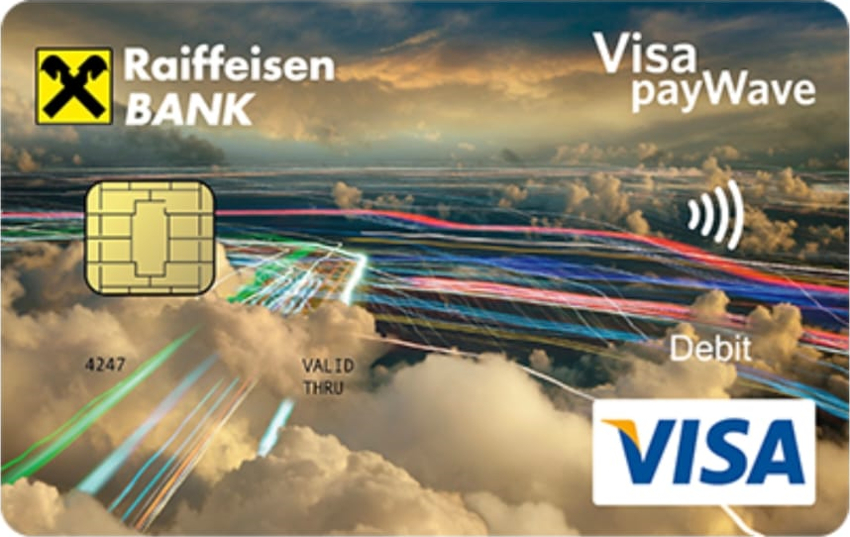 Raiffeisen
BANK
Visa
payWave
Debit
4247
VALID
THRU
VISA